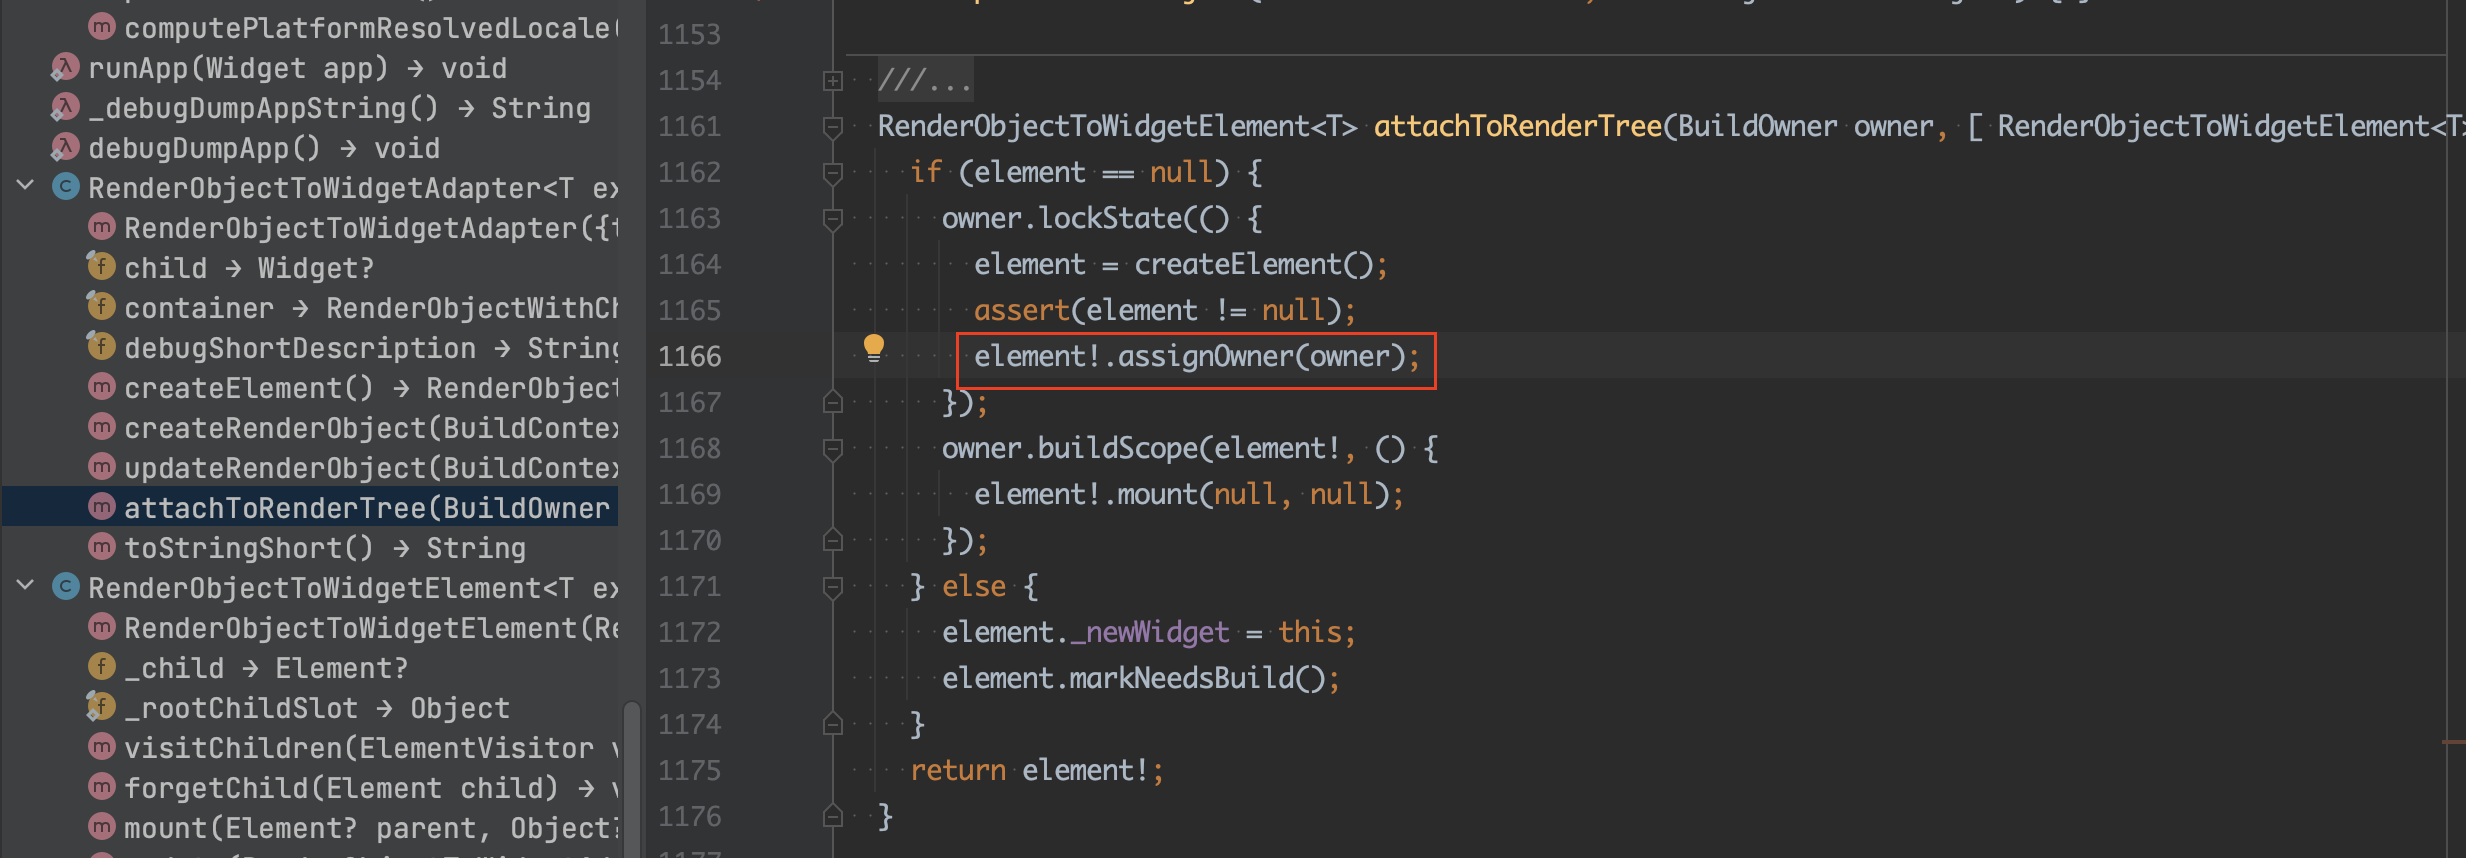 computePlatformResolvedLocale(
runApp(Widget app) → void
_debugDumpAppString() → String
debugDumpApp() → void
RenderObjectToWidgetAdapter<T ex
RenderObjectToWidgetAdapter({t
child → Widget?
container → RenderObjectWithCh
debugShortDescription → String
createElement() → RenderObject
createRenderObject(BuildContex
updateRenderObject(BuildContex
attachToRenderTree(BuildOwner
toStringShort() → String
RenderObjectToWidgetElement<T ex
RenderObjectToWidgetElement(Re
_child → Element?
_rootChildSlot → Object
visitChildren(ElementVisitor v
forgetChild(Element child) → v
mount(Element? parent, Object?
1153
1154 ///...
1161 RenderObjectToWidgetElement<T> attachToRenderTree(BuildOwner owner, [ RenderObjectToWidgetElement<T>
1162 if (element == null) {
1163 owner.lockState(() {
1164 element = createElement();
1165 assert(element != null);
1166 element!.assignOwner(owner);
1167 });
1168 owner.buildScope(element!, () {
1169 element!.mount(null, null);
1170 });
1171 } else {
1172 element._newWidget = this;
1173 element.markNeedsBuild();
1174 }
1175 return element!;
1176 }
1177